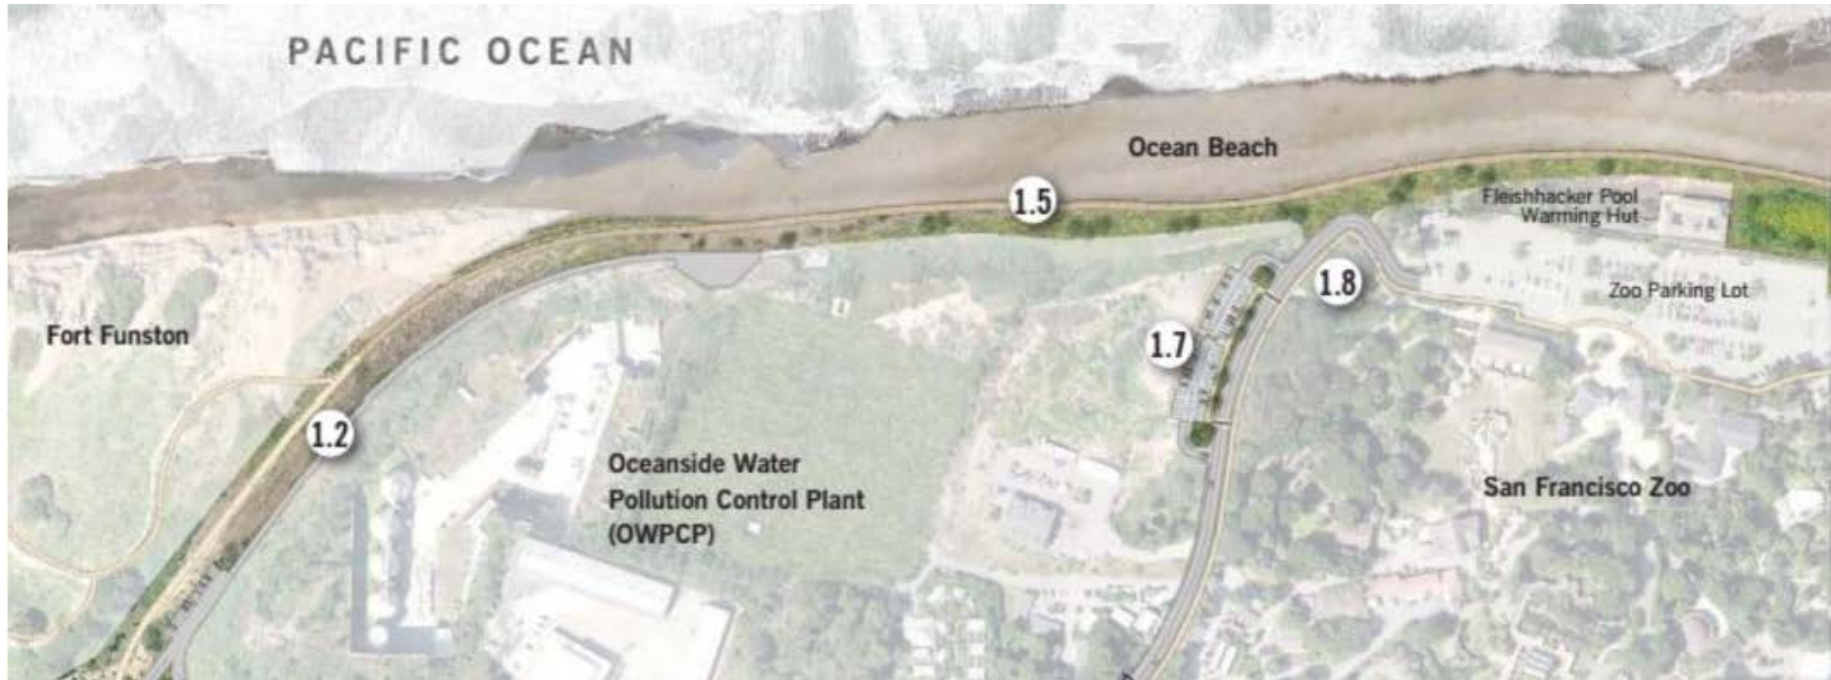 PACIFIC OCEAN
Ocean Beach
1.5
Fleishhacker Pool
Warming Hut
1.8
Zoo Parking Lot
Fort Funston
1.7
1.2
Oceanside Water
Pollution Control Plant
(OWPCP)
San Francisco Zoo